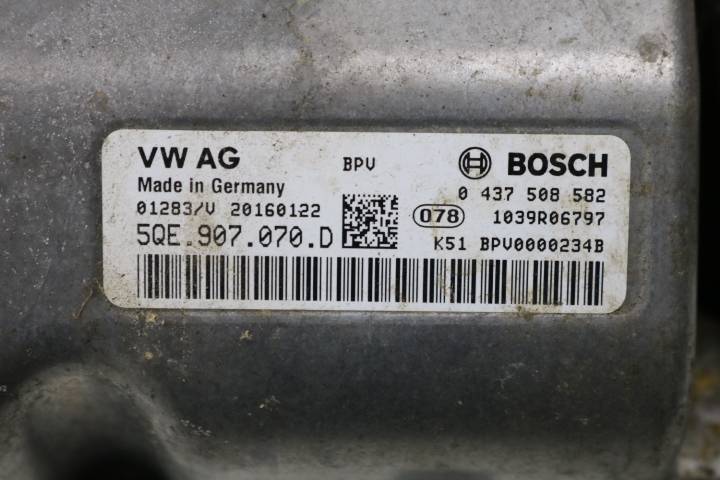 VW AG BPV BOSCH
Made in Germany 0 437 508 582
01283/V 20160122 078 1039R06797
5QE.907.070.D K51 BPV0000234B